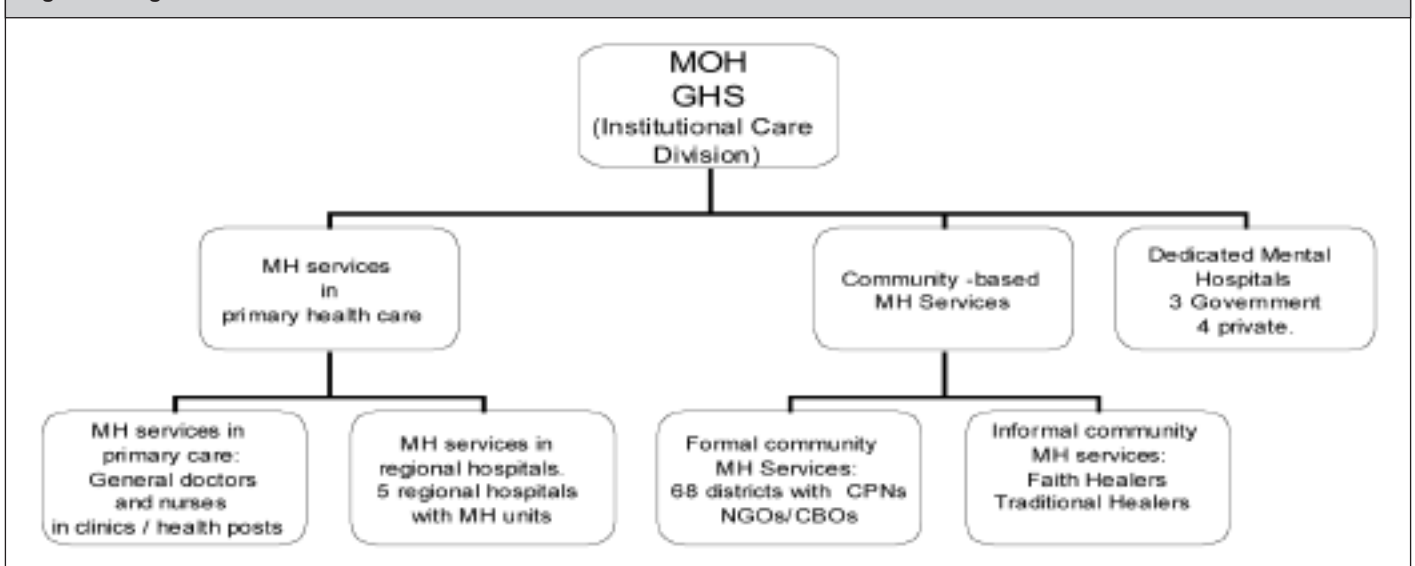 MOH
GHS
(Institutional Care
Division)
MH services
in
primary health care
Community -based
MH Services
Dedicated Mental
Hospitals
3 Government
4 private.
MH services in
primary care:
General doctors
and nurses
in clinics / health posts
MH services in
regional hospitals.
5 regional hospitals
with MH units
Formal community
MH Services:
68 districts with CPNs
NGOs/CBOs
Informal community
MH services:
Faith Healers
Traditional Healers